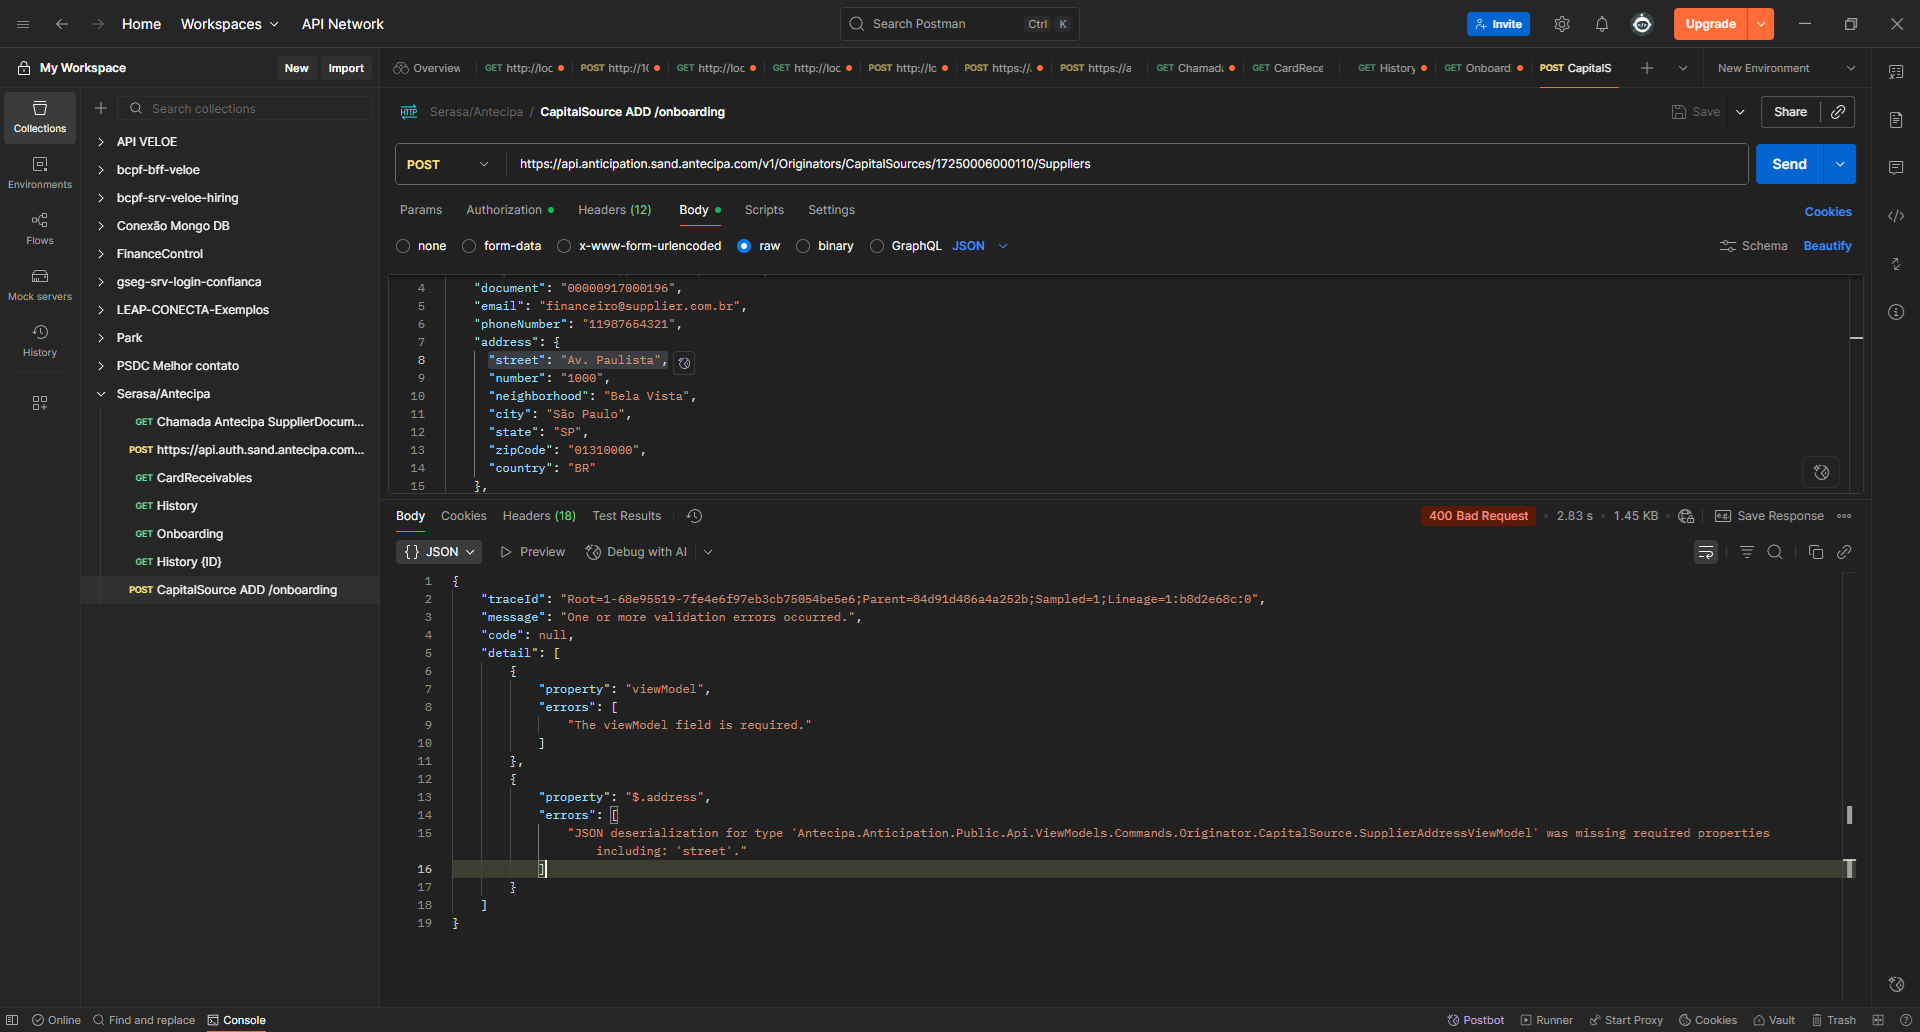 Home Workspaces API Network
Search Postman Ctrl K
Invite Upgrade
My Workspace New Import
Overview GET http://loc POST http://1( GET http://loc GET http://loc POST http://lc POST https:// POST https://a GET Chamad GET CardRece GET History GET Onboard POST CapitalS New Environment
Collections
Environments
Flows
Mock servers
History
Search collections
API VELOE
bcpf-bff-veloe
bcpf-srv-veloe-hiring
Conexão Mongo DB
FinanceControl
gseg-srv-login-confianca
LEAP-CONECTA-Exemplos
Park
PSDC Melhor contato
Serasa/Antecipa
GET Chamada Antecipa SupplierDocum...
POST https://api.auth.sand.antecipa.com...
GET CardReceivables
GET History
GET Onboarding
GET History {ID}
POST CapitalSource ADD /onboarding
HTTP Serasa/Antecipa / CapitalSource ADD /onboarding Save Share
POST https://api.anticipation.sand.antecipa.com/v1/Originators/CapitalSources/17250006000110/Suppliers Send
Params Authorization Headers (12) Body Scripts Settings Cookies
none form-data x-www-form-urlencoded raw binary GraphQL JSON Schema Beautify
4 "document": "00000917000196",
5 "email": "financeiro@supplier.com.br",
6 "phoneNumber": "11987654321",
7 "address": {
8 "street": "Av. Paulista",
9 "number": "1000",
10 "neighborhood": "Bela Vista",
11 "city": "São Paulo",
12 "state": "SP",
13 "zipCode": "01310000",
14 "country": "BR"
15 },
Body Cookies Headers (18) Test Results 400 Bad Request 2.83 s 1.45 KB e.g. Save Response
{} JSON Preview Debug with AI
1 {
2 "traceId": "Root=1-68e95519-7fe4e6f97eb3cb75054be5e6;Parent=84d91d486a4a252b;Sampled=1;Lineage=1:b8d2e68c:0",
3 "message": "One or more validation errors occurred.",
4 "code": null,
5 "detail": [
6 {
7 "property": "viewModel",
8 "errors": [
9 "The viewModel field is required."
10 ]
11 },
12 {
13 "property": "$.address",
14 "errors": [
15 "JSON deserialization for type 'Antecipa.Anticipation.Public.Api.ViewModels.Commands.Originator.CapitalSource.SupplierAddressViewModel' was missing required properties
including: 'street'."
16 ]
17 }
18 ]
19 }
Online Find and replace Console Postbot Runner Start Proxy Cookies Vault Trash